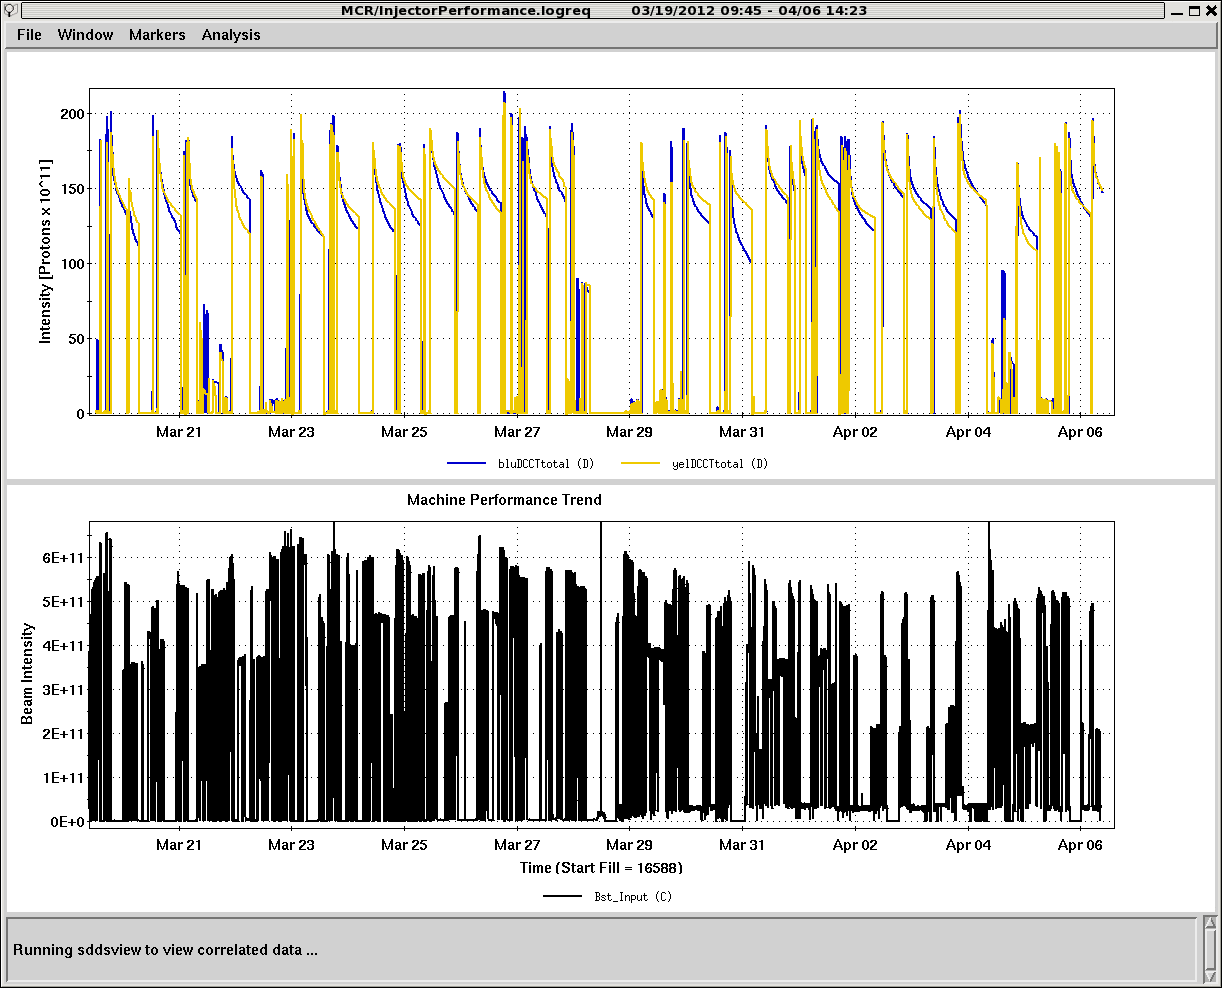 MCR/InjectorPerformance.logreq 03/19/2012 09:45 - 04/06 14:23
File Window Markers Analysis
Intensity [Protons x 10^11]
200
150
100
50
0
Mar 21 Mar 23 Mar 25 Mar 27 Mar 29 Mar 31 Apr 02 Apr 04 Apr 06
bluDCCTtotal (D) yelDCCTtotal (D)
Machine Performance Trend
Beam Intensity
6E+11
5E+11
4E+11
3E+11
2E+11
1E+11
0E+0
Mar 21 Mar 23 Mar 25 Mar 27 Mar 29 Mar 31 Apr 02 Apr 04 Apr 06
Time (Start Fill = 16588)
Bst_Input (C)
Running sddsview to view correlated data ...